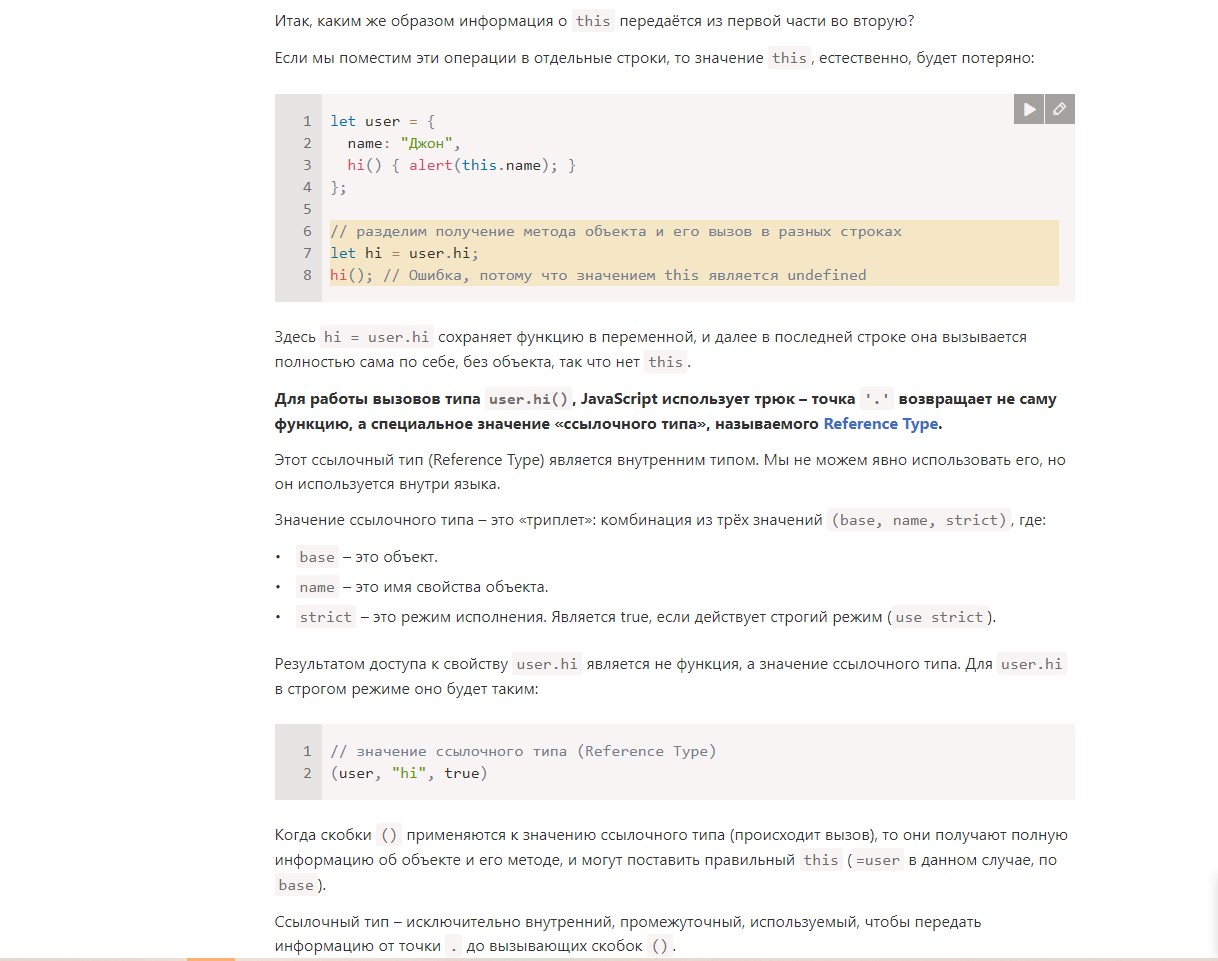 Итак, каким же образом информация о this передаётся из первой части во вторую?
Если мы поместим эти операции в отдельные строки, то значение this, естественно, будет потеряно:
1 let user = {
2   name: "Джон",
3   hi() { alert(this.name); }
4 };
5
6 // разделим получение метода объекта и его вызов в разных строках
7 let hi = user.hi;
8 hi(); // Ошибка, потому что значением this является undefined
Здесь hi = user.hi сохраняет функцию в переменной, и далее в последней строке она вызывается
полностью сама по себе, без объекта, так что нет this.
Для работы вызовов типа user.hi(), JavaScript использует трюк – точка '.' возвращает не саму
функцию, а специальное значение «ссылочного типа», называемого Reference Type.
Этот ссылочный тип (Reference Type) является внутренним типом. Мы не можем явно использовать его, но
он используется внутри языка.
Значение ссылочного типа – это «триплет»: комбинация из трёх значений (base, name, strict), где:
• base – это объект.
• name – это имя свойства объекта.
• strict – это режим исполнения. Является true, если действует строгий режим (use strict).
Результатом доступа к свойству user.hi является не функция, а значение ссылочного типа. Для user.hi
в строгом режиме оно будет таким:
1 // значение ссылочного типа (Reference Type)
2 (user, "hi", true)
Когда скобки () применяются к значению ссылочного типа (происходит вызов), то они получают полную
информацию об объекте и его методе, и могут поставить правильный this (=user в данном случае, по
base).
Ссылочный тип – исключительно внутренний, промежуточный, используемый, чтобы передать
информацию от точки . до вызывающих скобок ().